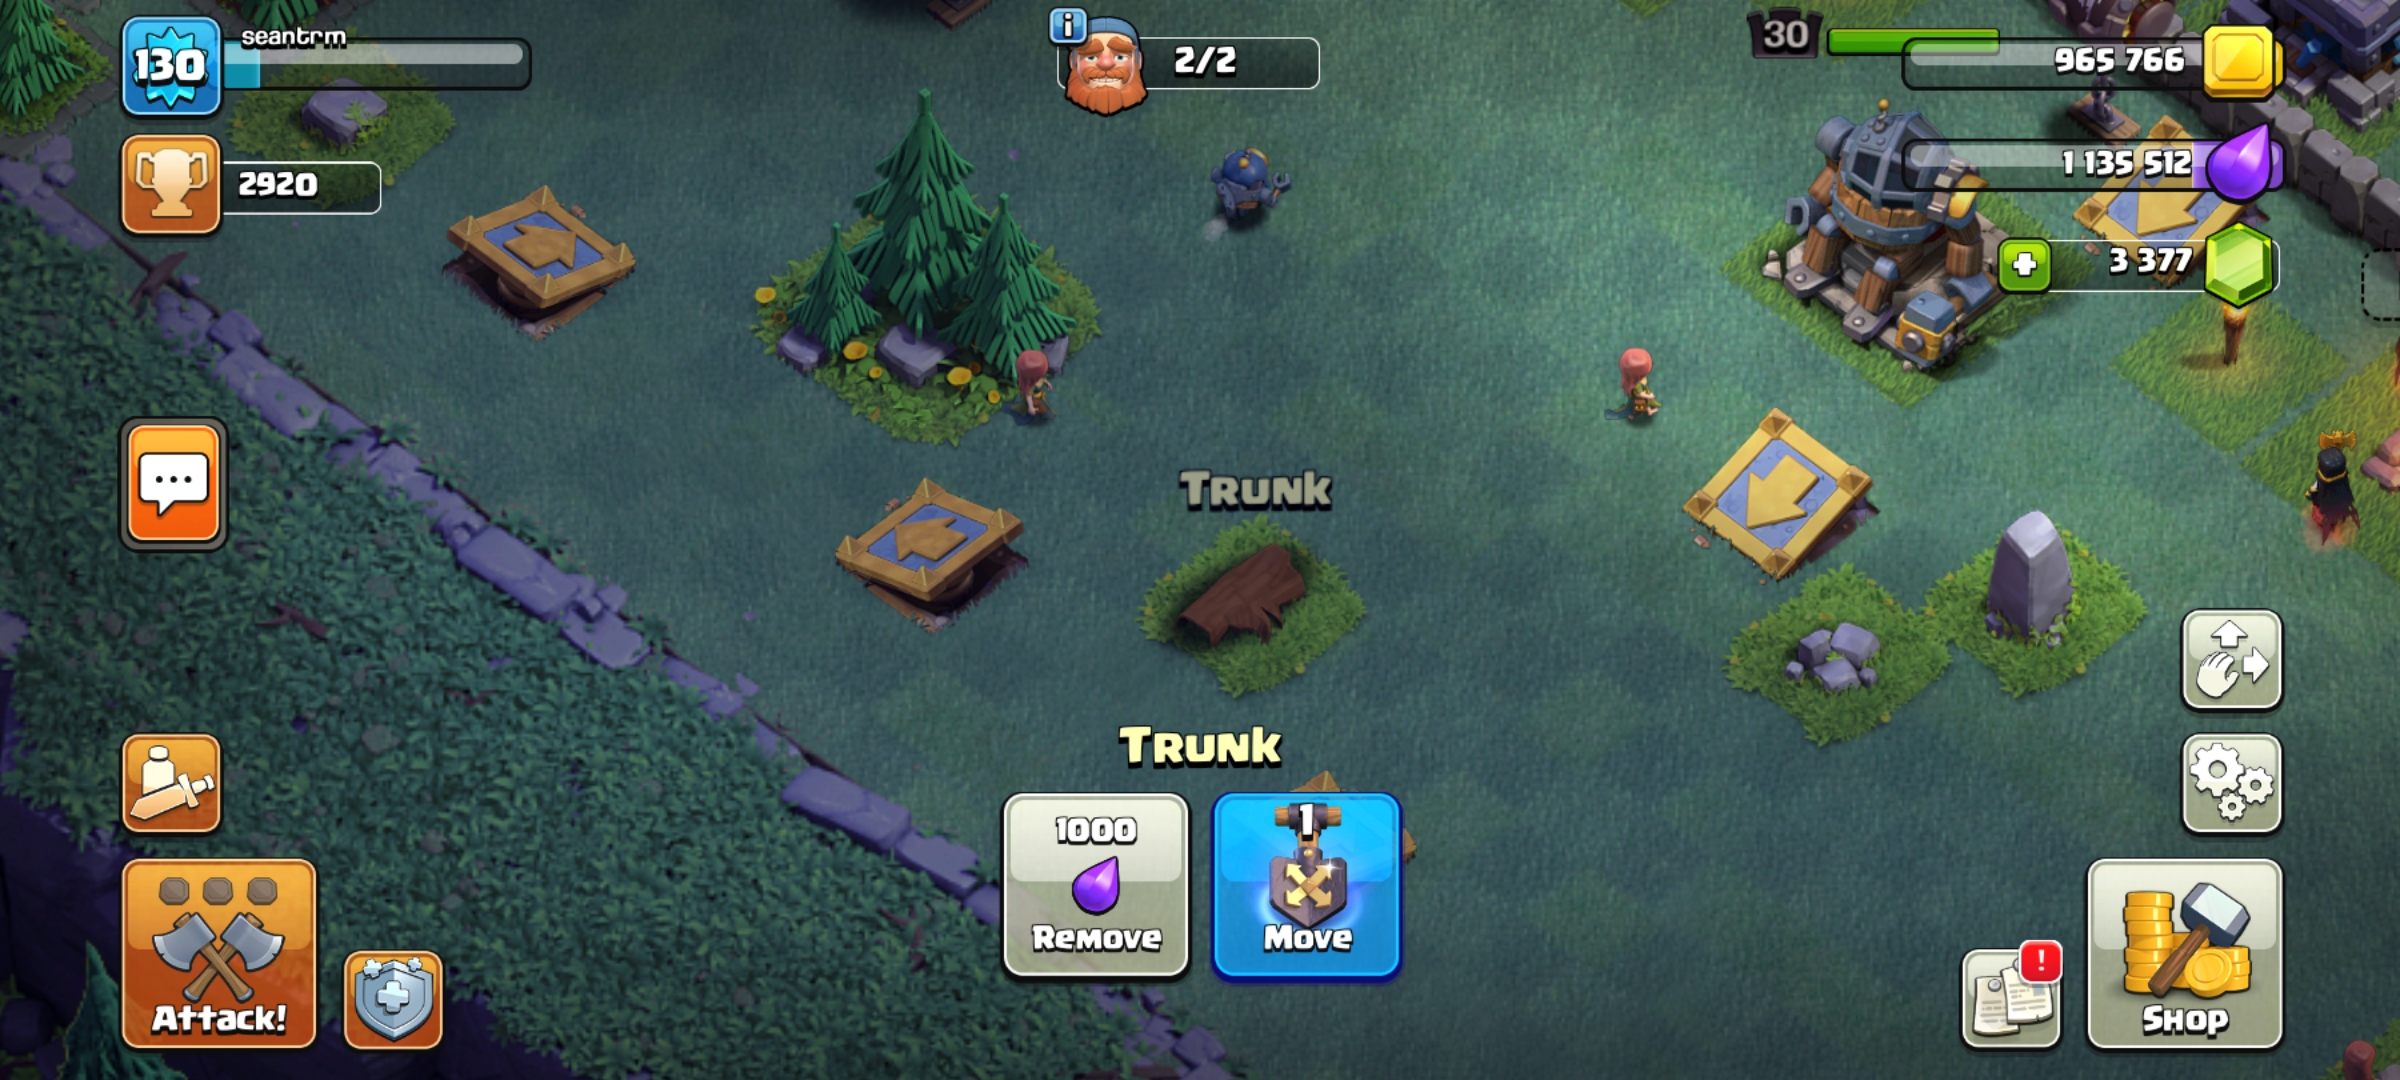 130
seantrm
2/2
30
965 766
2920
1 135 512
3 377
Trunk
Trunk
1000
Remove
1
Move
Attack!
!
Shop